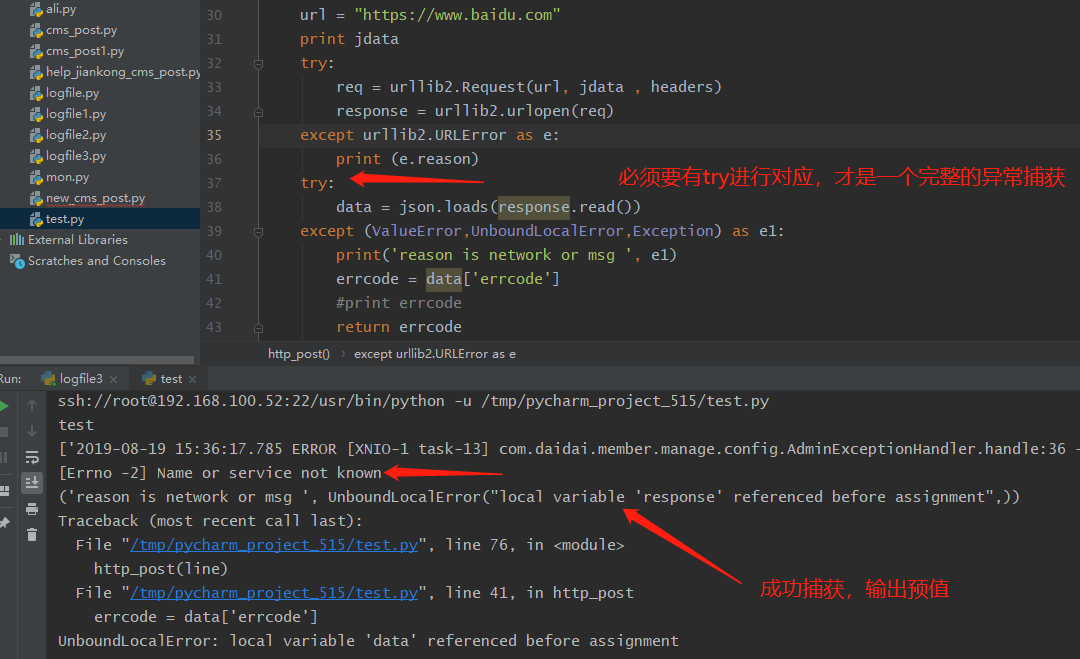 ali.py
cms_post.py
cms_post1.py
help_jiankong_cms_post.py
logfile.py
logfile1.py
logfile2.py
logfile3.py
mon.py
new_cms_post.py
test.py
External Libraries
Scratches and Consoles
30 url = "https://www.baidu.com"
31 print jdata
32 try:
33 req = urllib2.Request(url, jdata , headers)
34 response = urllib2.urlopen(req)
35 except urllib2.URLError as e:
36 print (e.reason)
37 try:
必须要有try进行对应，才是一个完整的异常捕获
38 data = json.loads(response.read())
39 except (ValueError,UnboundLocalError,Exception) as e1:
40 print('reason is network or msg ', e1)
41 errcode = data['errcode']
42 #print errcode
43 return errcode
http_post() › except urllib2.URLError as e
Run: logfile3 × test ×
ssh://root@192.168.100.52:22/usr/bin/python -u /tmp/pycharm_project_515/test.py
test
['2019-08-19 15:36:17.785 ERROR [XNIO-1 task-13] com.daidai.member.manage.config.AdminExceptionHandler.handle:36 -
[Errno -2] Name or service not known
('reason is network or msg ', UnboundLocalError("local variable 'response' referenced before assignment",))
Traceback (most recent call last):
File "/tmp/pycharm_project_515/test.py", line 76, in <module>
http_post(line)
File "/tmp/pycharm_project_515/test.py", line 41, in http_post
成功捕获，输出预值
errcode = data['errcode']
UnboundLocalError: local variable 'data' referenced before assignment